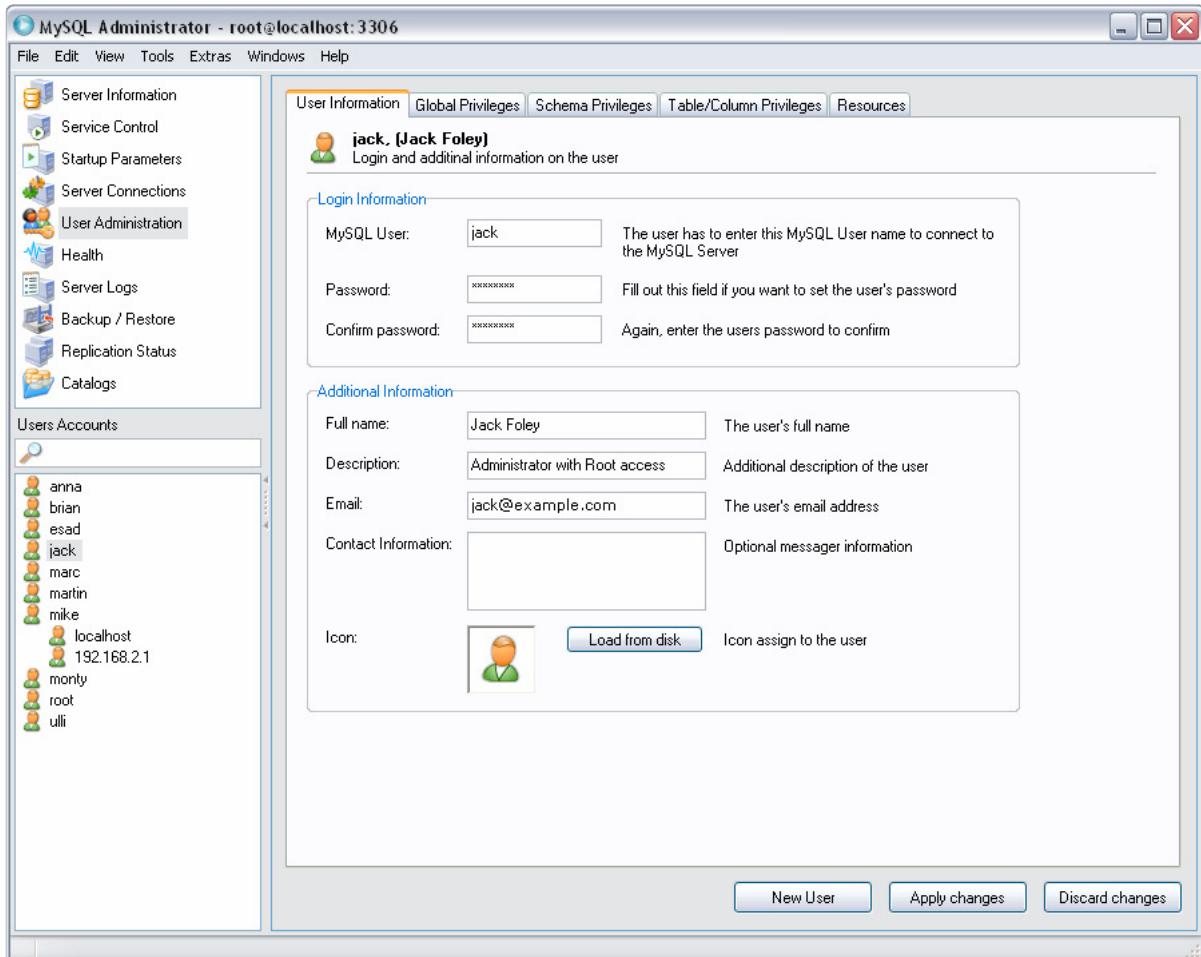 MySQL Administrator - root@localhost:3306
File Edit View Tools Extras Windows Help
Server Information
Service Control
Startup Parameters
Server Connections
User Administration
Health
Server Logs
Backup / Restore
Replication Status
Catalogs
Users Accounts
anna
brian
esad
jack
marc
martin
mike
localhost
192.168.2.1
monty
root
ulli
User Information Global Privileges Schema Privileges Table/Column Privileges Resources
jack, (Jack Foley)
Login and additinal information on the user
Login Information
MySQL User: jack The user has to enter this MySQL User name to connect to
the MySQL Server
Password: ******** Fill out this field if you want to set the user's password
Confirm password: ******** Again, enter the users password to confirm
Additional Information
Full name: Jack Foley The user's full name
Description: Administrator with Root access Additional description of the user
Email: jack@example.com The user's email address
Contact Information: Optional messager information
Icon: Load from disk Icon assign to the user
New User Apply changes Discard changes